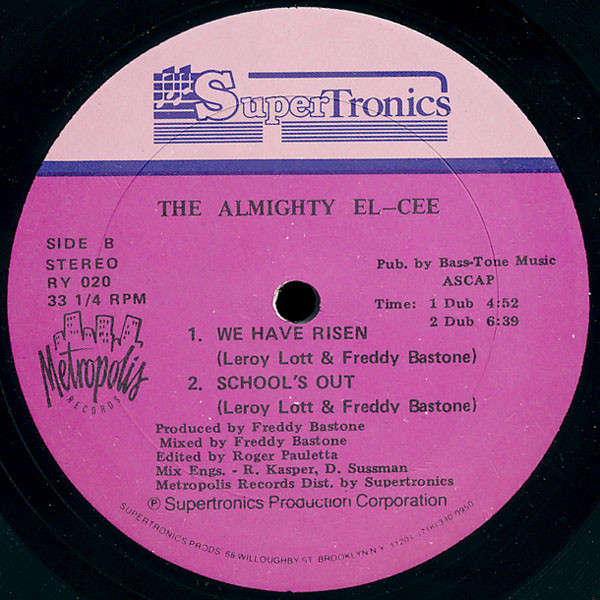 SuperTronics
THE ALMIGHTY EL-CEE
SIDE B
STEREO
RY 020
33 1/4 RPM
Pub. by Bass-Tone Music
ASCAP
Time: 1 Dub 4:52
2 Dub 6:39
Metropolis
RECORDS
1. WE HAVE RISEN
(Leroy Lott & Freddy Bastone)
2. SCHOOL'S OUT
(Leroy Lott & Freddy Bastone)
Produced by Freddy Bastone
Mixed by Freddy Bastone
Edited by Roger Pauletta
Mix Engs. - R. Kasper, D. Sussman
Metropolis Records Dist. by Supertronics
℗ Supertronics Production Corporation
SUPERTRONICS PRODS. 66 WILLOUGHBY ST. BROOKLYN N.Y. 11201